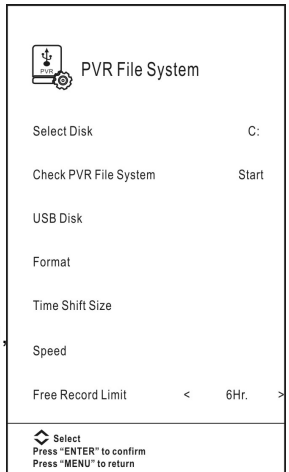 PVR
PVR File System
Select Disk C:
Check PVR File System Start
USB Disk
Format
Time Shift Size
,
Speed
Free Record Limit < 6Hr. >
Select
Press “ENTER” to confirm
Press “MENU” to return